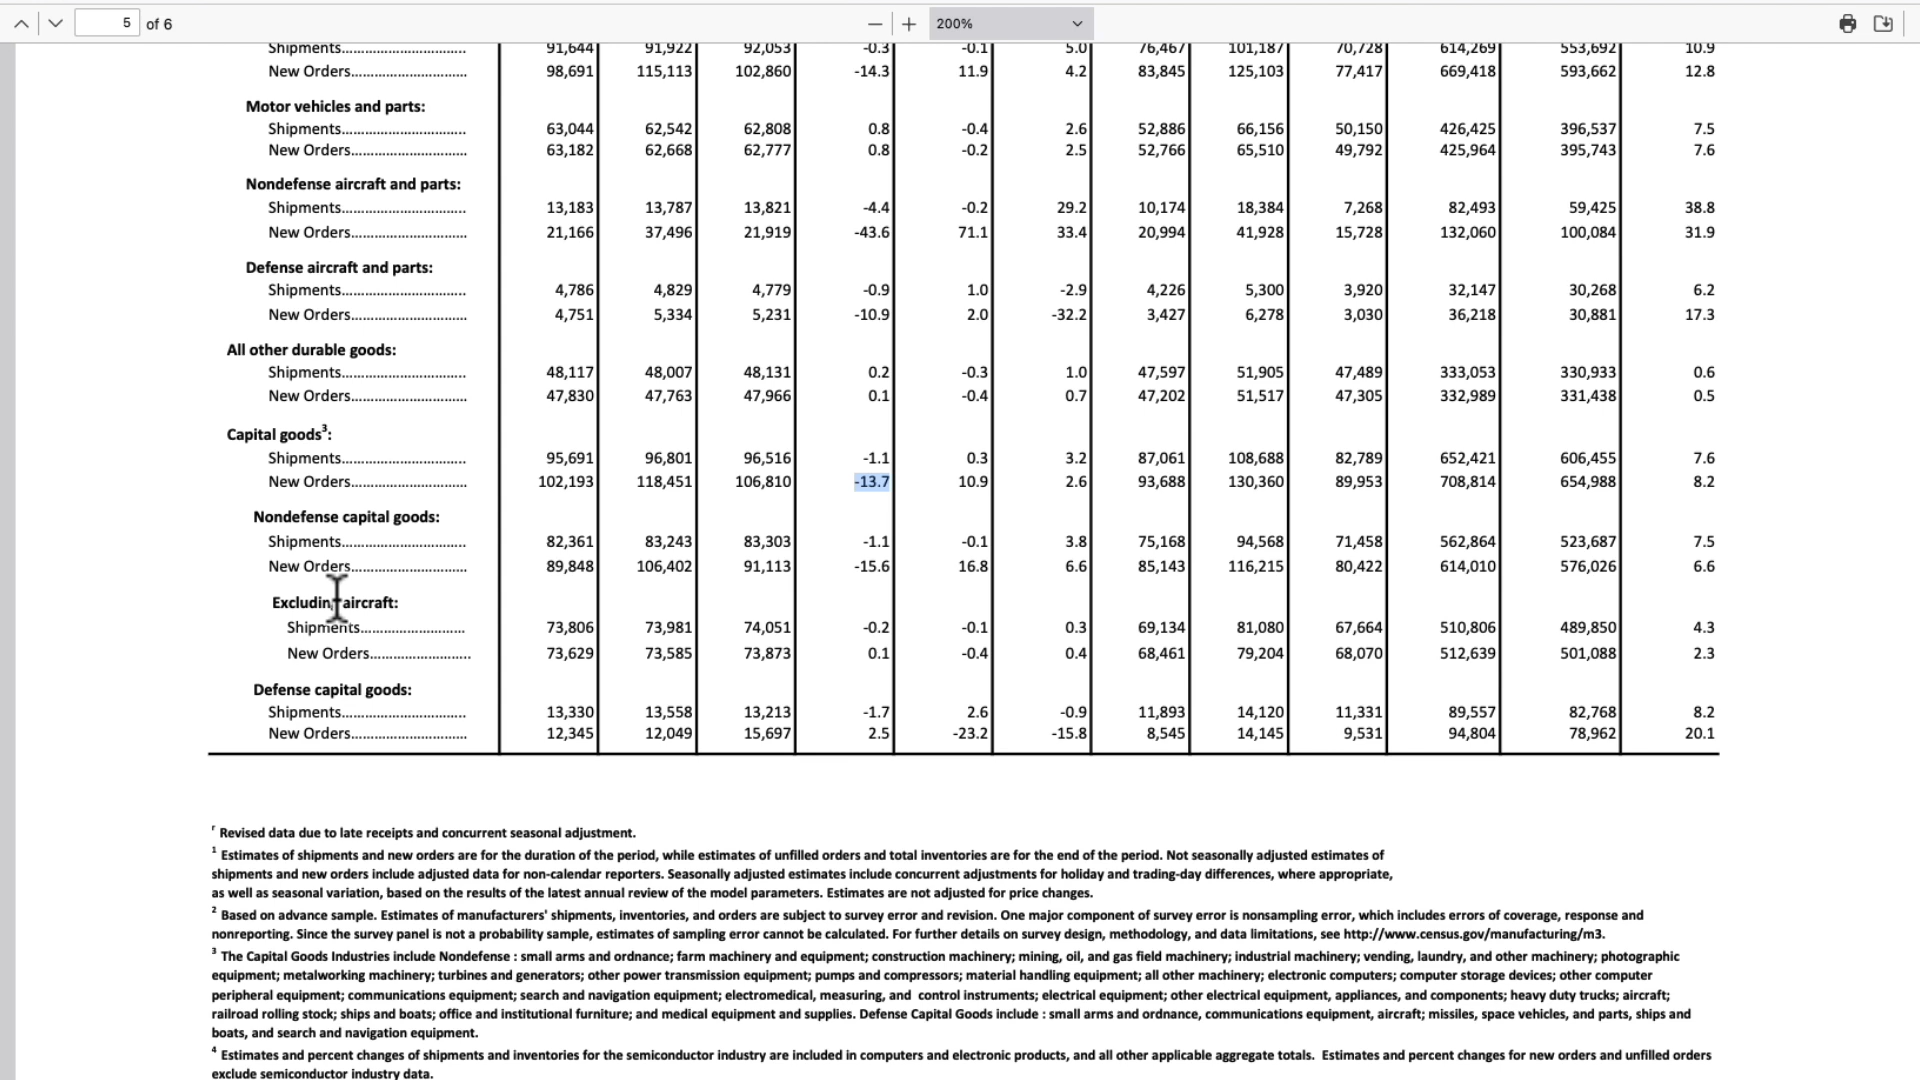 5 of 6 200%
Shipments 91,644 91,922 92,053 -0.3 -0.1 5.0 76,467 101,187 70,728 614,269 553,692 10.9
New Orders 98,691 115,113 102,860 -14.3 11.9 4.2 83,845 125,103 77,417 669,418 593,662 12.8
Motor vehicles and parts:
Shipments 63,044 62,542 62,808 0.8 -0.4 2.6 52,886 66,156 50,150 426,425 396,537 7.5
New Orders 63,182 62,668 62,777 0.8 -0.2 2.5 52,766 65,510 49,792 425,964 395,743 7.6
Nondefense aircraft and parts:
Shipments 13,183 13,787 13,821 -4.4 -0.2 29.2 10,174 18,384 7,268 82,493 59,425 38.8
New Orders 21,166 37,496 21,919 -43.6 71.1 33.4 20,994 41,928 15,728 132,060 100,084 31.9
Defense aircraft and parts:
Shipments 4,786 4,829 4,779 -0.9 1.0 -2.9 4,226 5,300 3,920 32,147 30,268 6.2
New Orders 4,751 5,334 5,231 -10.9 2.0 -32.2 3,427 6,278 3,030 36,218 30,881 17.3
All other durable goods:
Shipments 48,117 48,007 48,131 0.2 -0.3 1.0 47,597 51,905 47,489 333,053 330,933 0.6
New Orders 47,830 47,763 47,966 0.1 -0.4 0.7 47,202 51,517 47,305 332,989 331,438 0.5
Capital goods³:
Shipments 95,691 96,801 96,516 -1.1 0.3 3.2 87,061 108,688 82,789 652,421 606,455 7.6
New Orders 102,193 118,451 106,810 -13.7 10.9 2.6 93,688 130,360 89,953 708,814 654,988 8.2
Nondefense capital goods:
Shipments 82,361 83,243 83,303 -1.1 -0.1 3.8 75,168 94,568 71,458 562,864 523,687 7.5
New Orders 89,848 106,402 91,113 -15.6 16.8 6.6 85,143 116,215 80,422 614,010 576,026 6.6
Excluding aircraft:
Shipments 73,806 73,981 74,051 -0.2 -0.1 0.3 69,134 81,080 67,664 510,806 489,850 4.3
New Orders 73,629 73,585 73,873 0.1 -0.4 0.4 68,461 79,204 68,070 512,639 501,088 2.3
Defense capital goods:
Shipments 13,330 13,558 13,213 -1.7 2.6 -0.9 11,893 14,120 11,331 89,557 82,768 8.2
New Orders 12,345 12,049 15,697 2.5 -23.2 -15.8 8,545 14,145 9,531 94,804 78,962 20.1
ʳ Revised data due to late receipts and concurrent seasonal adjustment.
¹ Estimates of shipments and new orders are for the duration of the period, while estimates of unfilled orders and total inventories are for the end of the period. Not seasonally adjusted estimates of
shipments and new orders include adjusted data for non-calendar reporters. Seasonally adjusted estimates include concurrent adjustments for holiday and trading-day differences, where appropriate,
as well as seasonal variation, based on the results of the latest annual review of the model parameters. Estimates are not adjusted for price changes.
² Based on advance sample. Estimates of manufacturers' shipments, inventories, and orders are subject to survey error and revision. One major component of survey error is nonsampling error, which includes errors of coverage, response and
nonreporting. Since the survey panel is not a probability sample, estimates of sampling error cannot be calculated. For further details on survey design, methodology, and data limitations, see http://www.census.gov/manufacturing/m3.
³ The Capital Goods Industries include Nondefense : small arms and ordnance; farm machinery and equipment; construction machinery; mining, oil, and gas field machinery; industrial machinery; vending, laundry, and other machinery; photographic
equipment; metalworking machinery; turbines and generators; other power transmission equipment; pumps and compressors; material handling equipment; all other machinery; electronic computers; computer storage devices; other computer
peripheral equipment; communications equipment; search and navigation equipment; electromedical, measuring, and control instruments; electrical equipment; other electrical equipment, appliances, and components; heavy duty trucks; aircraft;
railroad rolling stock; ships and boats; office and institutional furniture; and medical equipment and supplies. Defense Capital Goods include : small arms and ordnance, communications equipment, aircraft; missiles, space vehicles, and parts, ships and
boats, and search and navigation equipment.
⁴ Estimates and percent changes of shipments and inventories for the semiconductor industry are included in computers and electronic products, and all other applicable aggregate totals. Estimates and percent changes for new orders and unfilled orders
exclude semiconductor industry data.